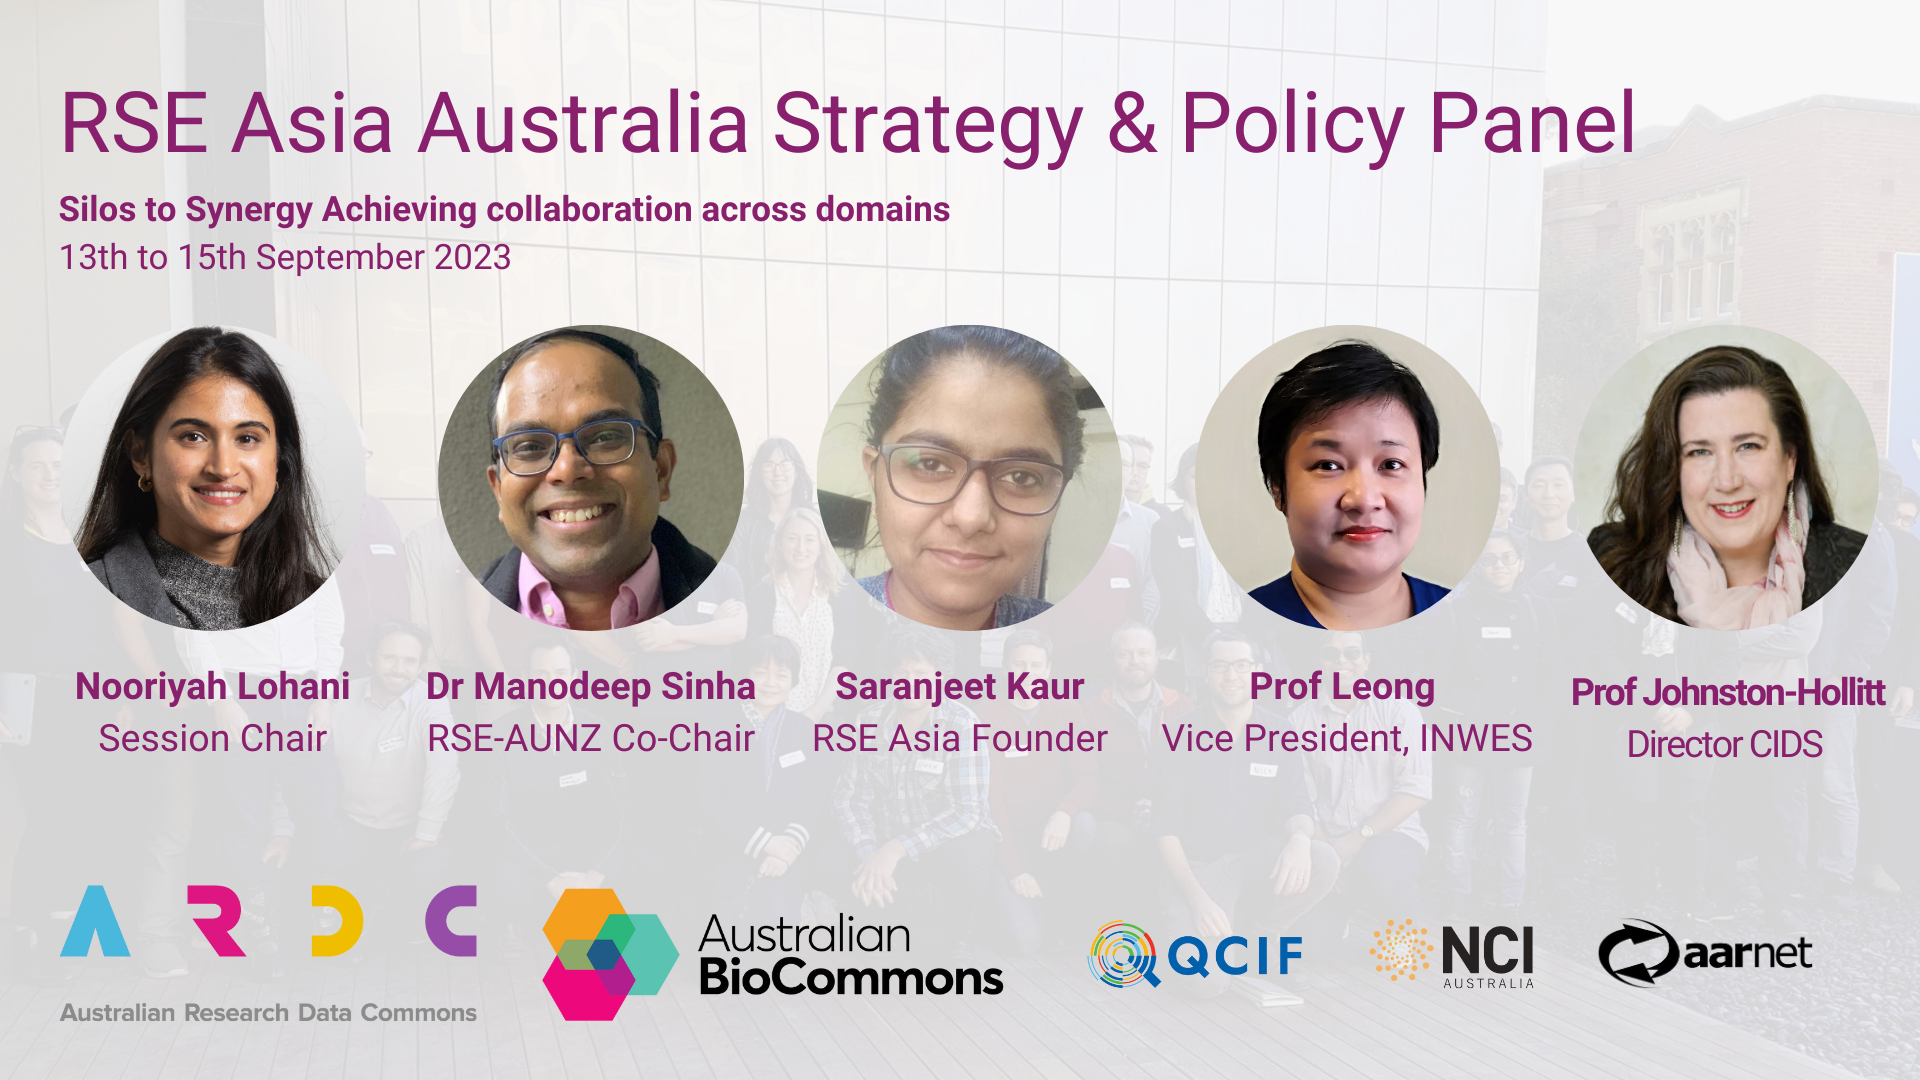 RSE Asia Australia Strategy & Policy Panel
Silos to Synergy Achieving collaboration across domains
13th to 15th September 2023
Nooriyah Lohani
Session Chair
Dr Manodeep Sinha
RSE-AUNZ Co-Chair
Saranjeet Kaur
RSE Asia Founder
Prof Leong
Vice President, INWES
Prof Johnston-Hollitt
Director CIDS
ARDC
Australian Research Data Commons
Australian
BioCommons
QCIF
NCI
AUSTRALIA
aarnet